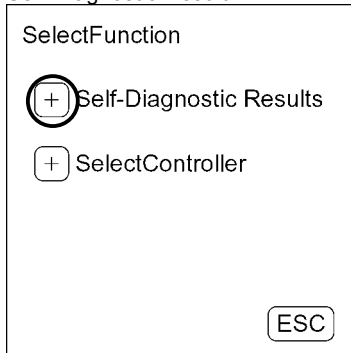 SelectFunction
+ Self-Diagnostic Results
+ SelectController
ESC